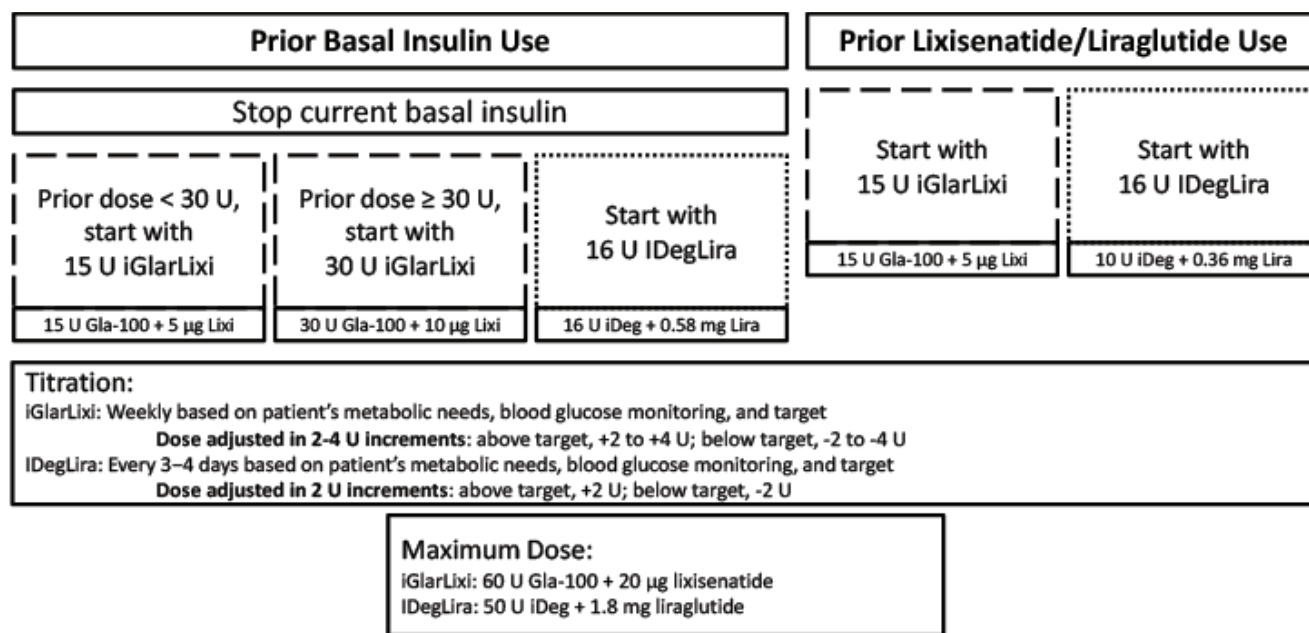 Prior Basal Insulin Use
Stop current basal insulin
Prior dose < 30 U,
start with
15 U iGlarLixi
15 U Gla-100 + 5 µg Lixi
Prior dose ≥ 30 U,
start with
30 U iGlarLixi
30 U Gla-100 + 10 µg Lixi
Start with
16 U IDegLira
16 U iDeg + 0.58 mg Lira
Prior Lixisenatide/Liraglutide Use
Start with
15 U iGlarLixi
15 U Gla-100 + 5 µg Lixi
Start with
16 U IDegLira
10 U iDeg + 0.36 mg Lira
Titration:
iGlarLixi: Weekly based on patient's metabolic needs, blood glucose monitoring, and target
Dose adjusted in 2-4 U increments: above target, +2 to +4 U; below target, -2 to -4 U
IDegLira: Every 3–4 days based on patient's metabolic needs, blood glucose monitoring, and target
Dose adjusted in 2 U increments: above target, +2 U; below target, -2 U
Maximum Dose:
iGlarLixi: 60 U Gla-100 + 20 µg lixisenatide
IDegLira: 50 U iDeg + 1.8 mg liraglutide